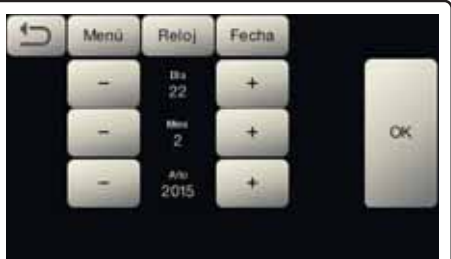 Menú Reloj Fecha
Día
- 22 +
Mes
- 2 + OK
Año
- 2015 +